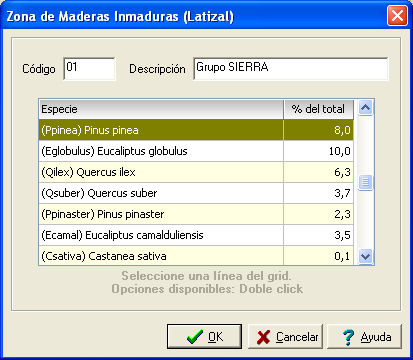 Zona de Maderas Inmaduras (Latizal)
Código 01 Descripción Grupo SIERRA
Especie % del total
(Ppinea) Pinus pinea 8,0
(Eglobulus) Eucaliptus globulus 10,0
(Qilex) Quercus ilex 6,3
(Qsuber) Quercus suber 3,7
(Ppinaster) Pinus pinaster 2,3
(Ecamal) Eucaliptus camalduliensis 3,5
(Csativa) Castanea sativa 0,1
Seleccione una línea del grid.
Opciones disponibles: Doble click
OK Cancelar Ayuda